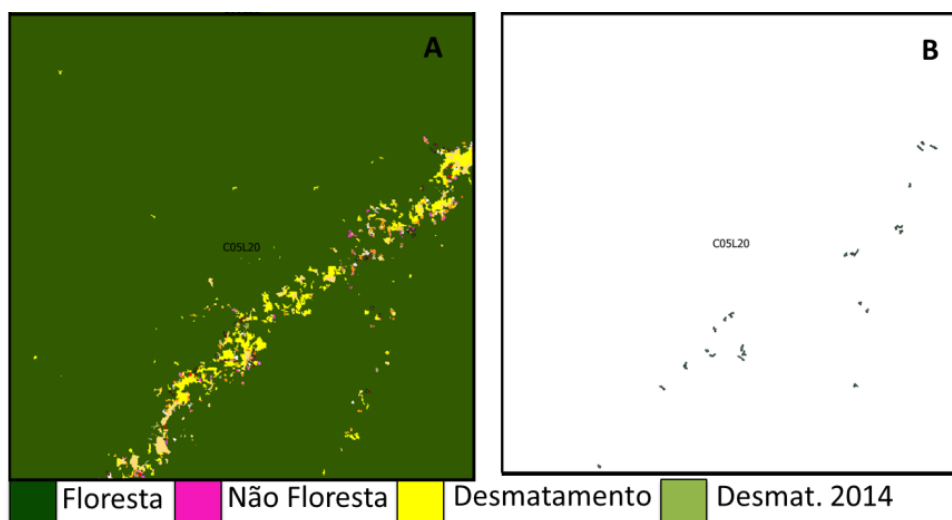 A
B
C05L20
C05L20
Floresta
Não Floresta
Desmatamento
Desmat. 2014